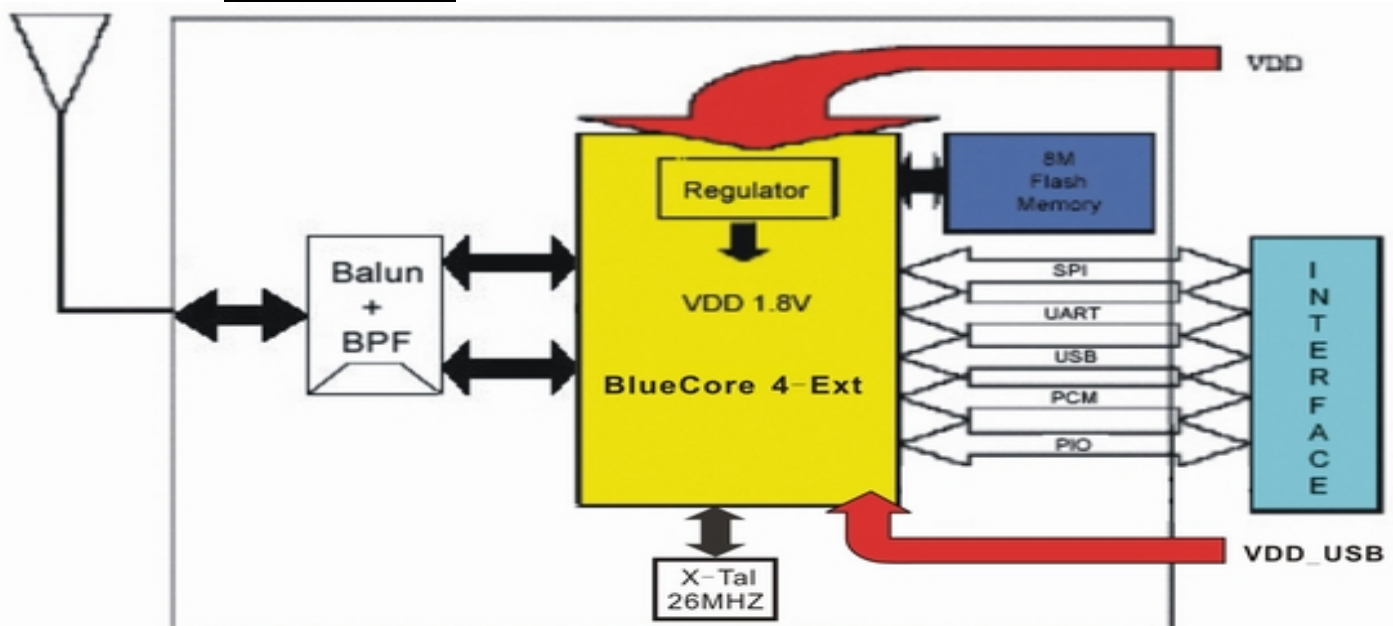 VDD
8M
Flash
Memory
Regulator
Balun
+
BPF
VDD 1.8V
BlueCore 4-Ext
SPI
UART
USB
PCM
PIO
INTERFACE
VDD_USB
X-Tal
26MHZ